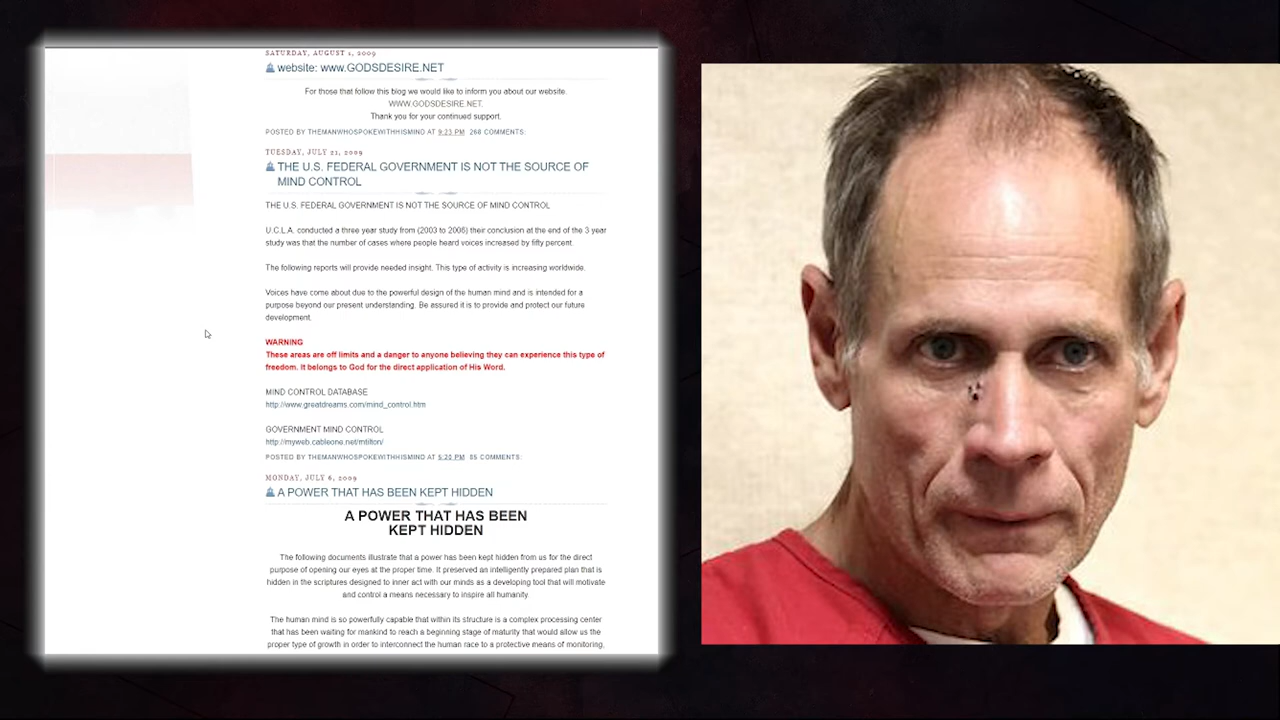 SATURDAY, AUGUST 1, 2009
website: www.GODSDESIRE.NET
For those that follow this blog we would like to inform you about our website.
WWW.GODSDESIRE.NET.
Thank you for your continued support.
POSTED BY THEMANWHOSPOKEWITHHISMIND AT 9:23 PM 268 COMMENTS:
TUESDAY, JULY 21, 2009
THE U.S. FEDERAL GOVERNMENT IS NOT THE SOURCE OF
MIND CONTROL
THE U.S. FEDERAL GOVERNMENT IS NOT THE SOURCE OF MIND CONTROL
U.C.L.A. conducted a three year study from (2003 to 2006) their conclusion at the end of the 3 year
study was that the number of cases where people heard voices increased by fifty percent.
The following reports will provide needed insight. This type of activity is increasing worldwide.
Voices have come about due to the powerful design of the human mind and is intended for a
purpose beyond our present understanding. Be assured it is to provide and protect our future
development.
WARNING
These areas are off limits and a danger to anyone believing they can experience this type of
freedom. It belongs to God for the direct application of His Word.
MIND CONTROL DATABASE
http://www.greatdreams.com/mind_control.htm
GOVERNMENT MIND CONTROL
http://myweb.cableone.net/mtilton/
POSTED BY THEMANWHOSPOKEWITHHISMIND AT 5:20 PM 85 COMMENTS:
MONDAY, JULY 6, 2009
A POWER THAT HAS BEEN KEPT HIDDEN
A POWER THAT HAS BEEN
KEPT HIDDEN
The following documents illustrate that a power has been kept hidden from us for the direct
purpose of opening our eyes at the proper time. It preserved an intelligently prepared plan that is
hidden in the scriptures designed to inner act with our minds as a developing tool that will motivate
and control a means necessary to inspire all humanity.
The human mind is so powerfully capable that within its structure is a complex processing center
that has been waiting for mankind to reach a beginning stage of maturity that would allow us the
proper type of growth in order to interconnect the human race to a protective means of monitoring,